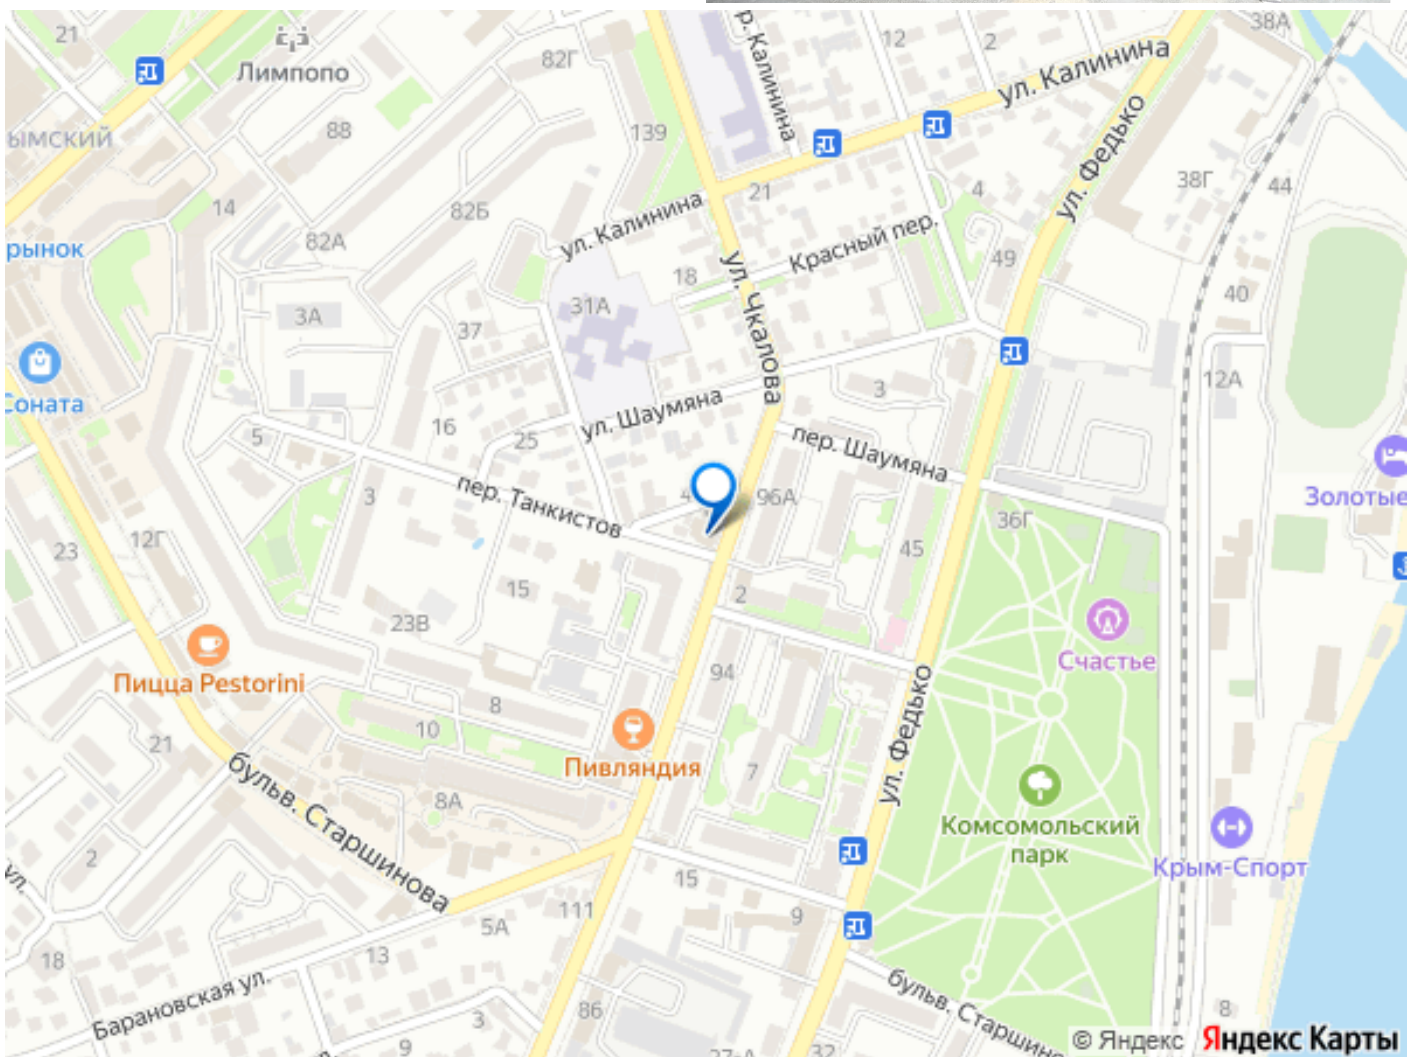 21
Лимпопо
82Г
р. Калинина
12
2
38А
ул. Калинина
ымский
88
139
ул. Федько
21
4
38Г
44
14
82Б
82А
ул. Калинина
Красный пер.
рынок
ул. Чкалова
18
49
31А
40
3А
37
12А
Соната
3
16
25
ул. Шаумяна
5
пер. Шаумяна
3
пер. Танкистов
4
96А
Золотые
36Г
23
12Г
45
15
2
23В
94
Счастье
Пицца Pestorini
8
10
ул. Федько
21
Пивляндия
7
бульв. Старшинова
8А
Комсомольский
парк
2
Крым-Спорт
ул.
15
111
5А
9
13
18
Барановская ул.
бульв. Старшино
86
3
8
9
27-А
32
© Яндекс
Яндекс Карты